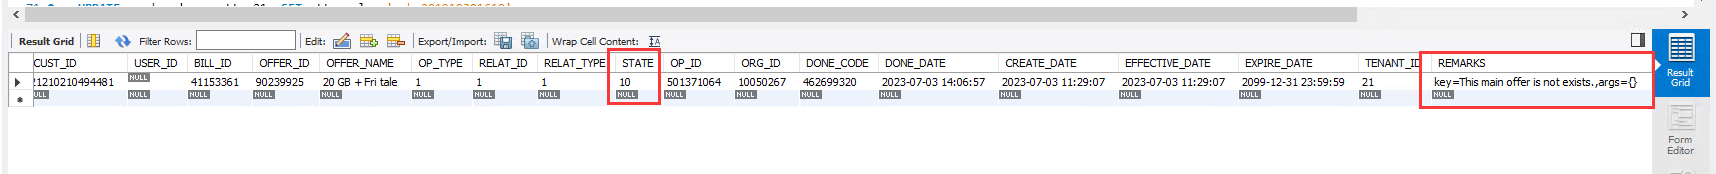 Result Grid Filter Rows: Edit: Export/Import: Wrap Cell Content: IA
CUST_ID USER_ID BILL_ID OFFER_ID OFFER_NAME OP_TYPE RELAT_ID RELAT_TYPE STATE OP_ID ORG_ID DONE_CODE DONE_DATE CREATE_DATE EFFECTIVE_DATE EXPIRE_DATE TENANT_ID REMARKS
21210210494481 NULL 41153361 90239925 20 GB + Fri tale 1 1 1 10 501371064 10050267 462699320 2023-07-03 14:06:57 2023-07-03 11:29:07 2023-07-03 11:29:07 2099-12-31 23:59:59 21 key=This main offer is not exists.,args={}
NULL NULL NULL NULL NULL NULL NULL NULL NULL NULL NULL NULL NULL NULL NULL NULL NULL NULL
Result
Grid
Form
Editor